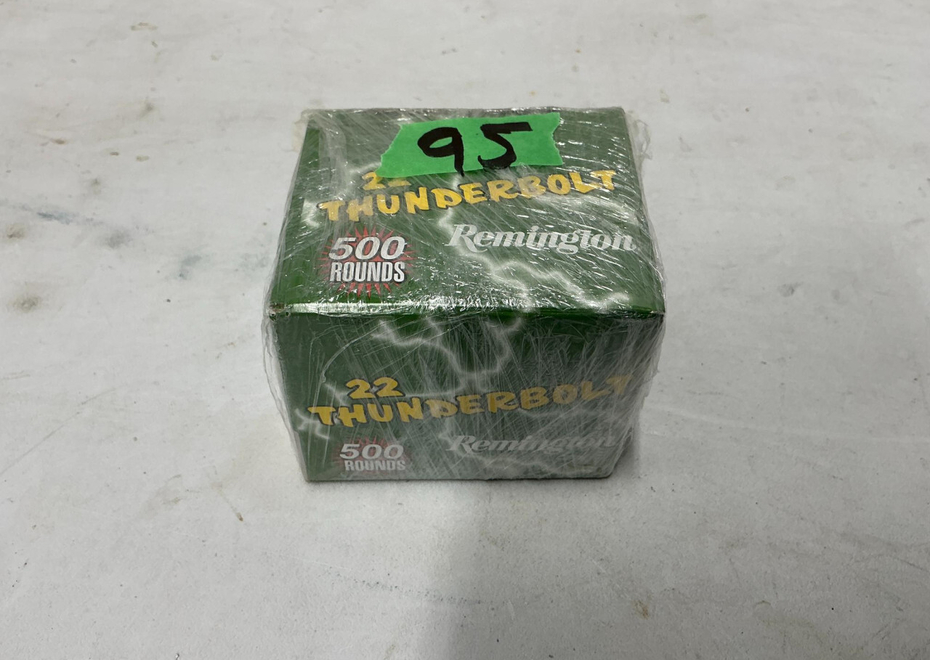 95
22
THUNDERBOLT
Remington
500
ROUNDS
22
THUNDERBOLT
Remington
500
ROUNDS